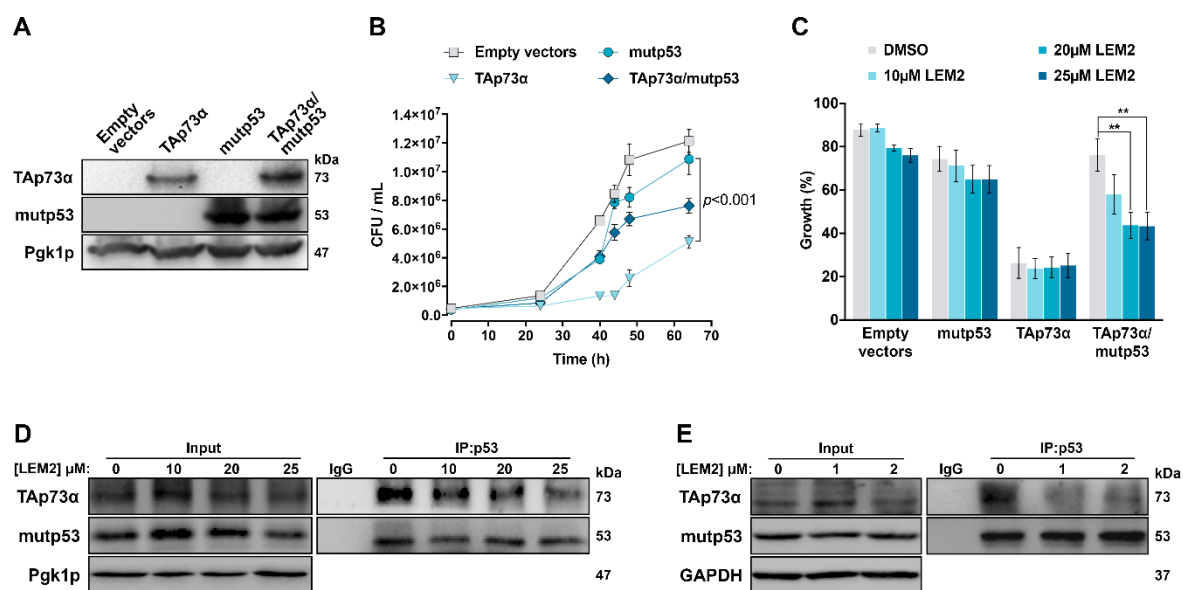 A
Empty
vectors
TAp73α
mutp53
TAp73α/
mutp53
kDa
TAp73α
73
mutp53
53
Pgk1p
47
B
Empty vectors
mutp53
TAp73α
TAp73α/mutp53
CFU / mL
1.4×10⁷
1.2×10⁷
1.0×10⁷
8.0×10⁶
6.0×10⁶
4.0×10⁶
2.0×10⁶
0.0
p<0.001
0 10 20 30 40 50 60 70
Time (h)
C
DMSO
20µM LEM2
10µM LEM2
25µM LEM2
Growth (%)
100
80
60
40
20
0
**
**
Empty
vectors
mutp53
TAp73α
TAp73α/
mutp53
D
Input
IP:p53
[LEM2] µM: 0 10 20 25 IgG 0 10 20 25 kDa
TAp73α
73
mutp53
53
Pgk1p
47
E
Input
IP:p53
[LEM2] µM: 0 1 2 IgG 0 1 2 kDa
TAp73α
73
mutp53
53
GAPDH
37